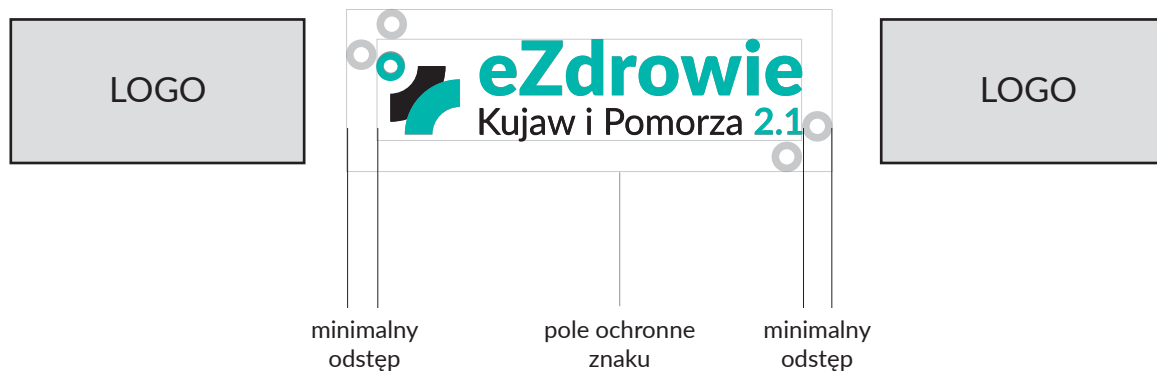 LOGO
eZdrowie
Kujaw i Pomorza 2.1
LOGO
minimalny
odstęp
pole ochronne
znaku
minimalny
odstęp